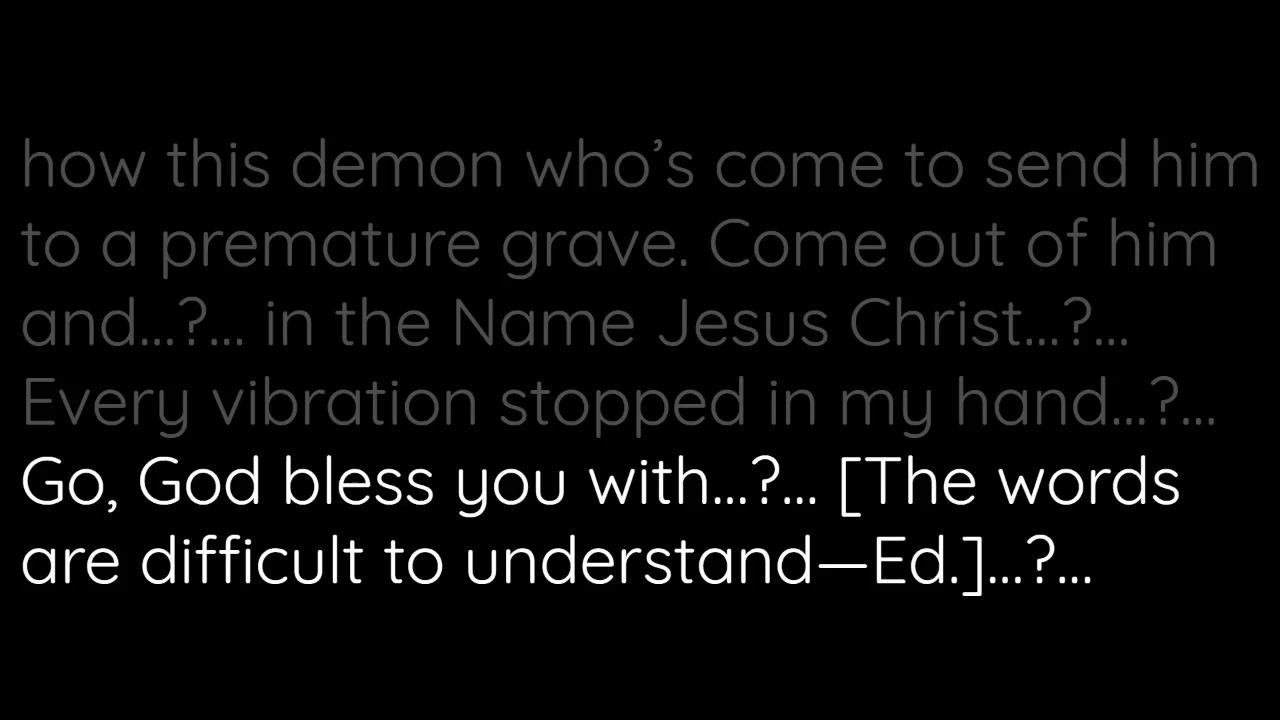 how this demon who’s come to send him
to a premature grave. Come out of him
and...?... in the Name Jesus Christ...?...
Every vibration stopped in my hand...?...
Go, God bless you with...?... [The words
are difficult to understand—Ed.]...?...